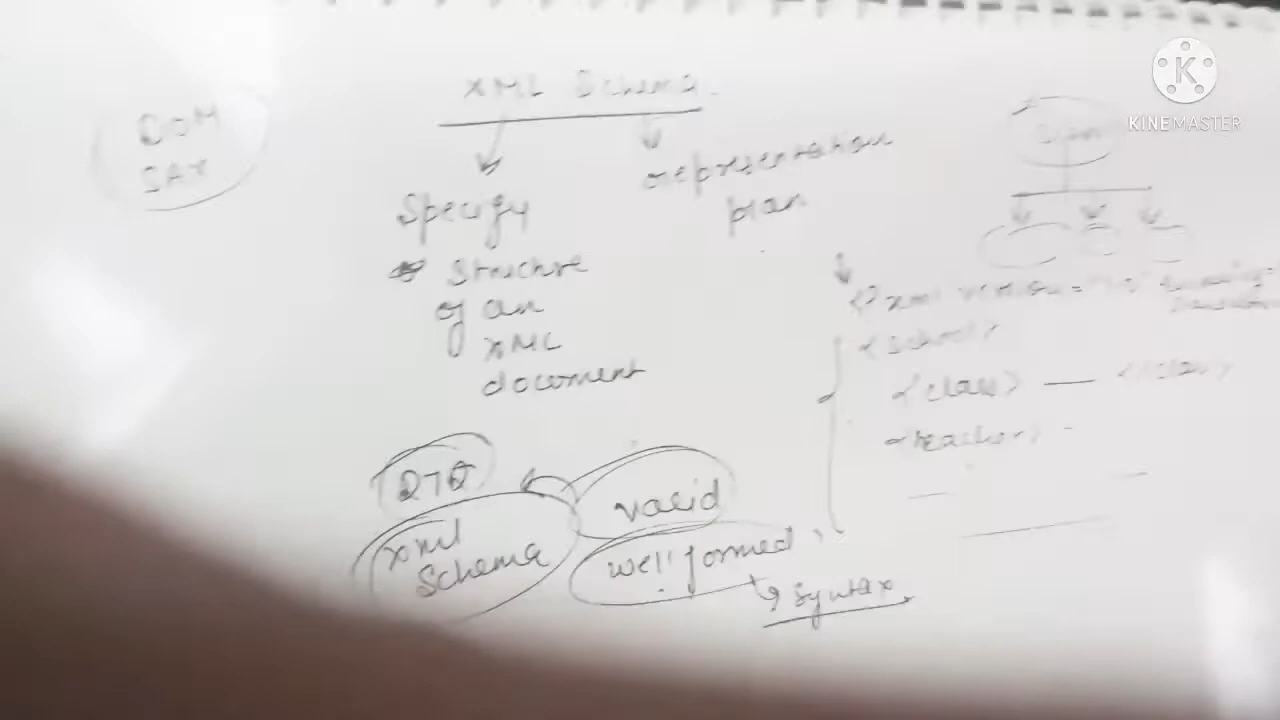 XML Schema.
DOM
SAX
Specify
Structure
of an
XML
document
representation
plan
<?xml version="1.0"
<school>
<class> — </class>
<teacher> -
DTD
xml
Schema
valid
well formed
Syntax
KINEMASTER